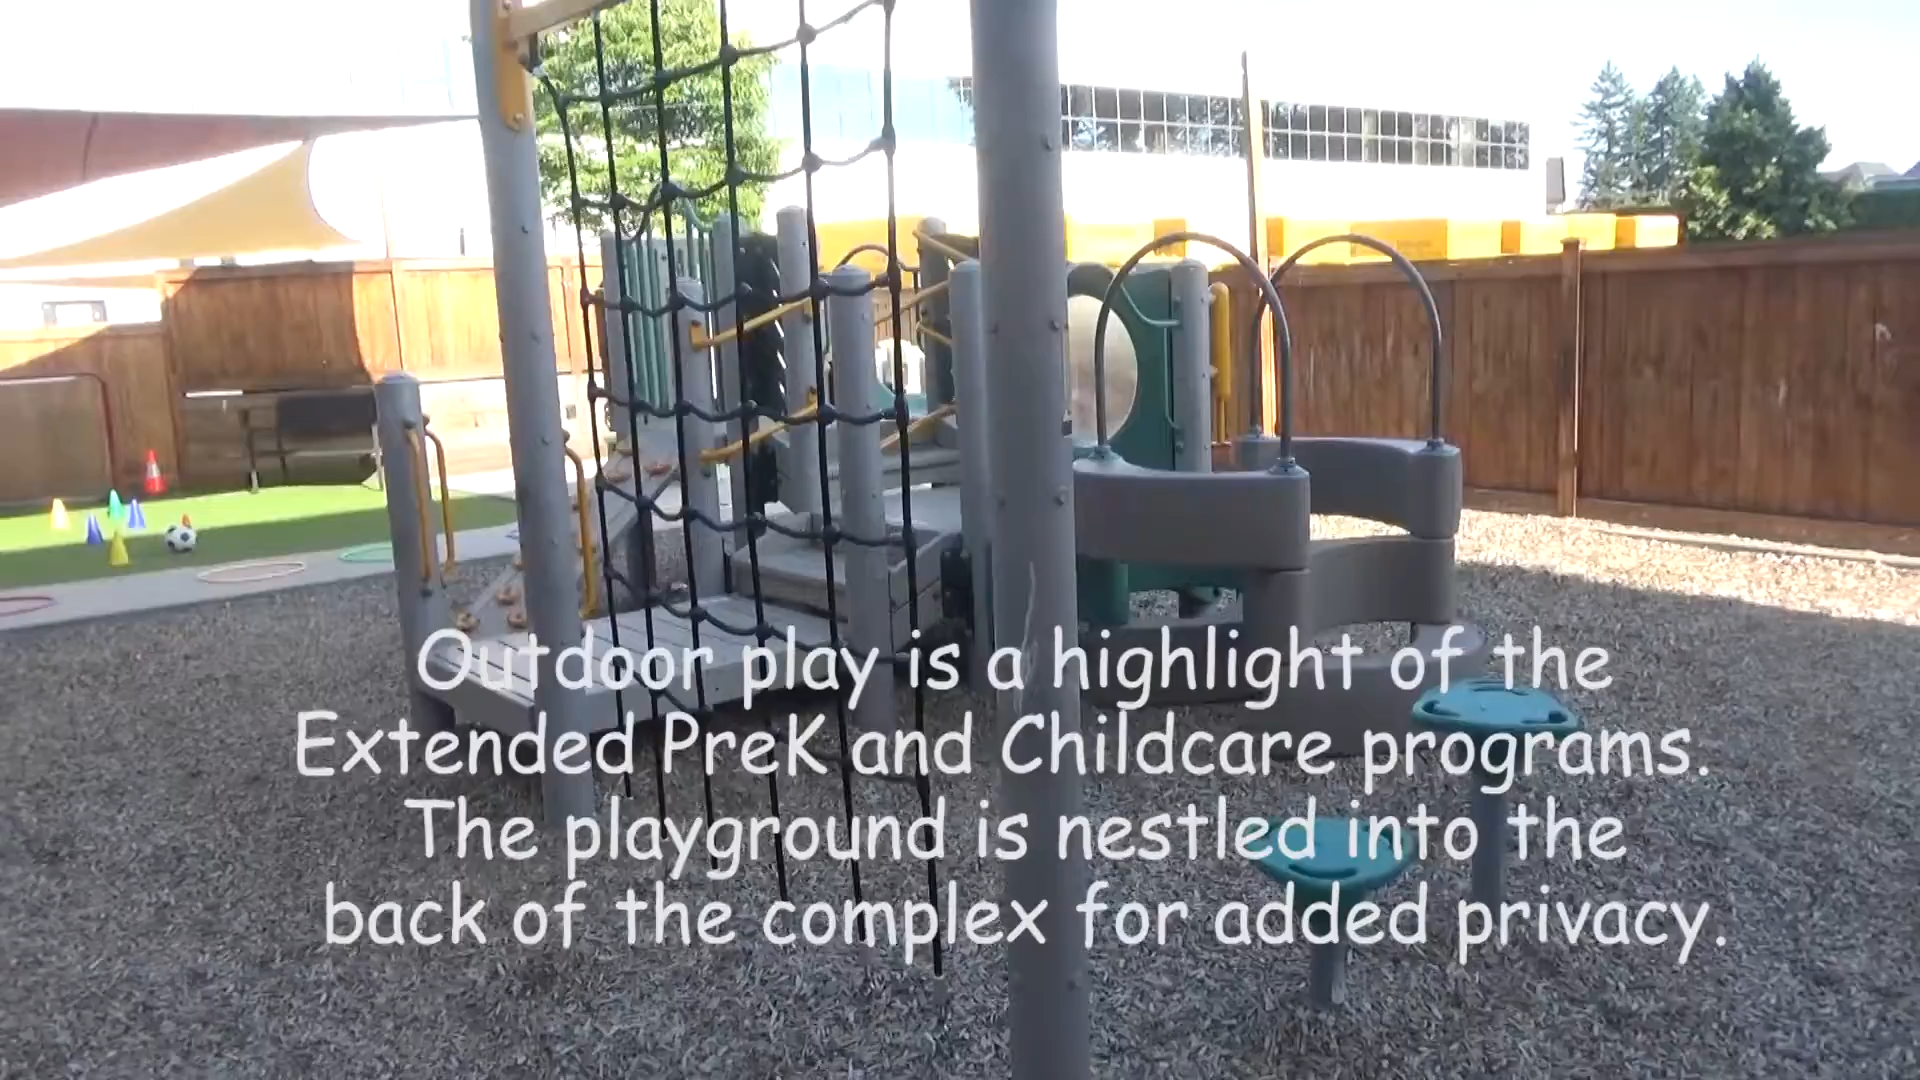 Outdoor play is a highlight of the
Extended PreK and Childcare programs.
The playground is nestled into the
back of the complex for added privacy.